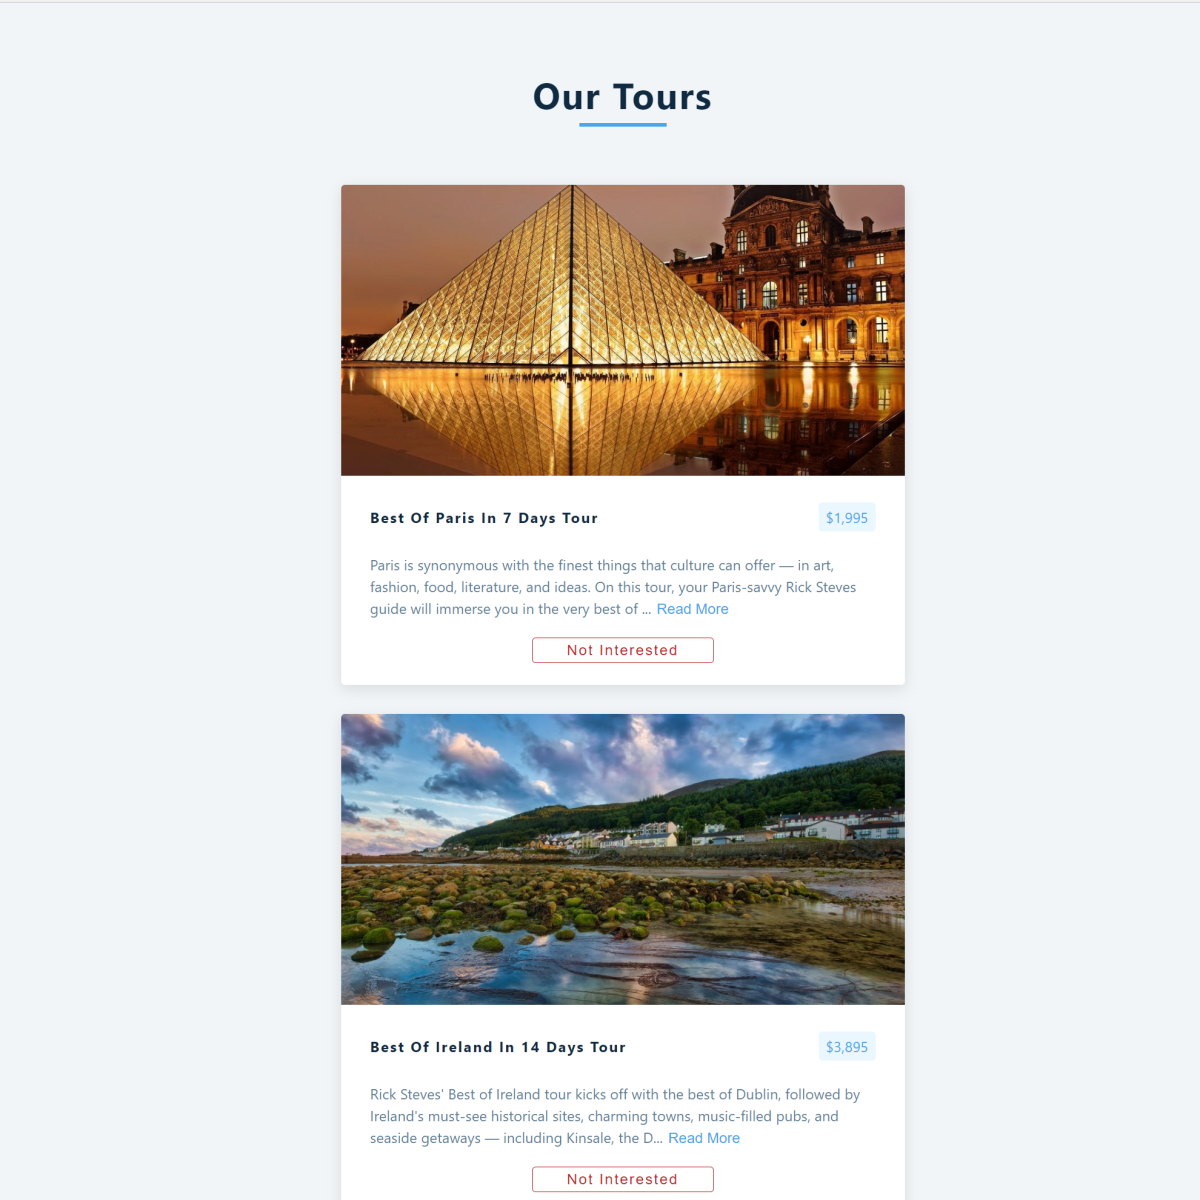 Our Tours
Best Of Paris In 7 Days Tour
$1,995
Paris is synonymous with the finest things that culture can offer — in art,
fashion, food, literature, and ideas. On this tour, your Paris-savvy Rick Steves
guide will immerse you in the very best of ... Read More
Not Interested
Best Of Ireland In 14 Days Tour
$3,895
Rick Steves' Best of Ireland tour kicks off with the best of Dublin, followed by
Ireland's must-see historical sites, charming towns, music-filled pubs, and
seaside getaways — including Kinsale, the D... Read More
Not Interested